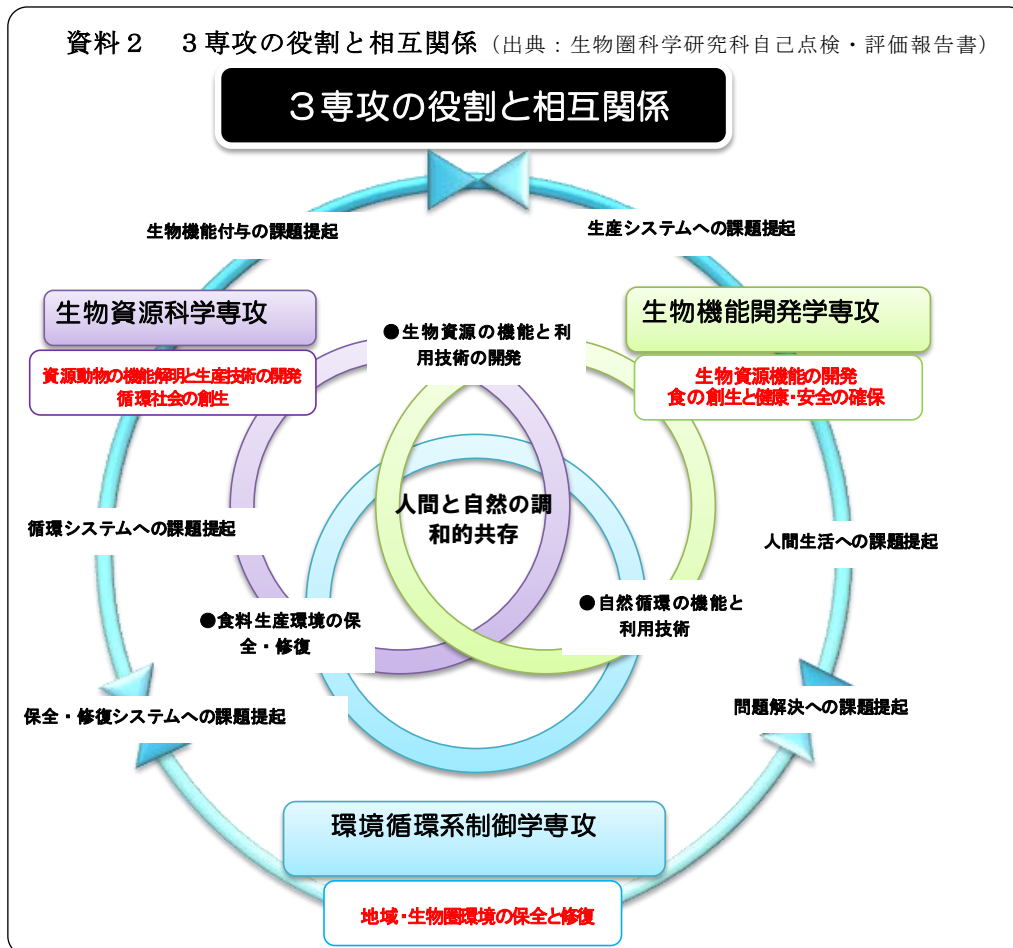 資料２　３専攻の役割と相互関係（出典：生物圏科学研究科自己点検・評価報告書）
３専攻の役割と相互関係
生物機能付与の課題提起
生産システムへの課題提起
生物資源科学専攻
資源動物の機能解明と生産技術の開発
循環社会の創生
生物機能開発学専攻
生物資源機能の開発
食の創生と健康・安全の確保
●生物資源の機能と利
用技術の開発
人間と自然の調
和的共存
循環システムへの課題提起
人間生活への課題提起
●食料生産環境の保
全・修復
●自然循環の機能と
利用技術
保全・修復システムへの課題提起
問題解決への課題提起
環境循環系制御学専攻
地域・生物圏環境の保全と修復